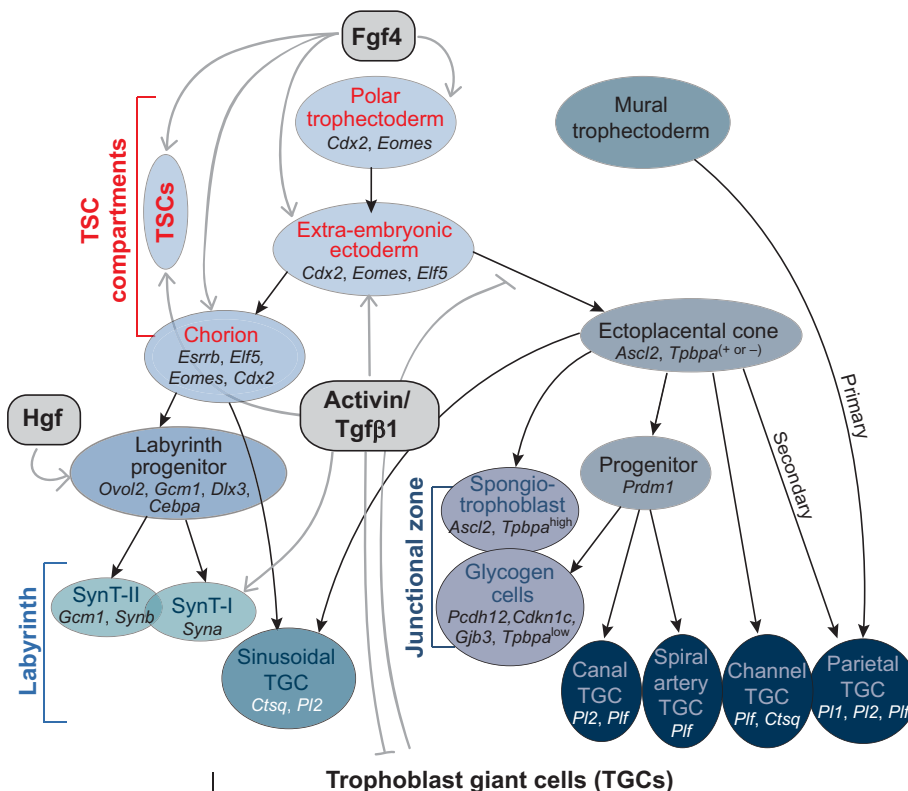 Fgf4
Polar
trophectoderm
Cdx2, Eomes
Mural
trophectoderm
TSC
compartments
TSCs
Extra-embryonic
ectoderm
Cdx2, Eomes, Elf5
Chorion
Esrrb, Elf5,
Eomes, Cdx2
Ectoplacental cone
Ascl2, Tpbpa(+ or –)
Activin/
Tgfβ1
Hgf
Primary
Secondary
Labyrinth
progenitor
Ovol2, Gcm1, Dlx3,
Cebpa
Progenitor
Prdm1
Junctional zone
Spongio-
trophoblast
Ascl2, Tpbpahigh
Glycogen
cells
Pcdh12,Cdkn1c,
Gjb3, Tpbpalow
Labyrinth
SynT-II
Gcm1, Synb
SynT-I
Syna
Sinusoidal
TGC
Ctsq, Pl2
Canal
TGC
Pl2, Plf
Spiral
artery
TGC
Plf
Channel
TGC
Plf, Ctsq
Parietal
TGC
Pl1, Pl2, Plf
Trophoblast giant cells (TGCs)